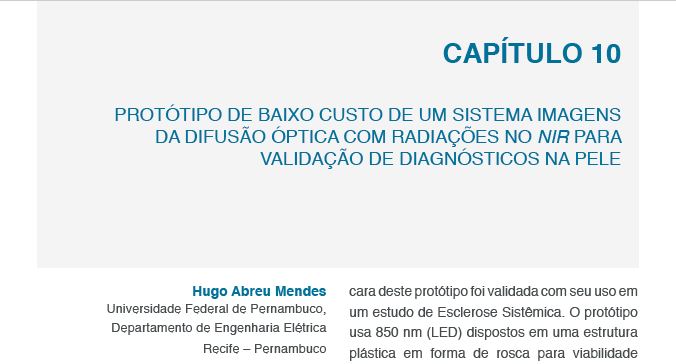 CAPÍTULO 10
PROTÓTIPO DE BAIXO CUSTO DE UM SISTEMA IMAGENS
DA DIFUSÃO ÓPTICA COM RADIAÇÕES NO NIR PARA
VALIDAÇÃO DE DIAGNÓSTICOS NA PELE
Hugo Abreu Mendes
Universidade Federal de Pernambuco,
Departamento de Engenharia Elétrica
Recife – Pernambuco
cara deste protótipo foi validada com seu uso em
um estudo de Esclerose Sistêmica. O protótipo
usa 850 nm (LED) dispostos em uma estrutura
plástica em forma de rosca para viabilidade